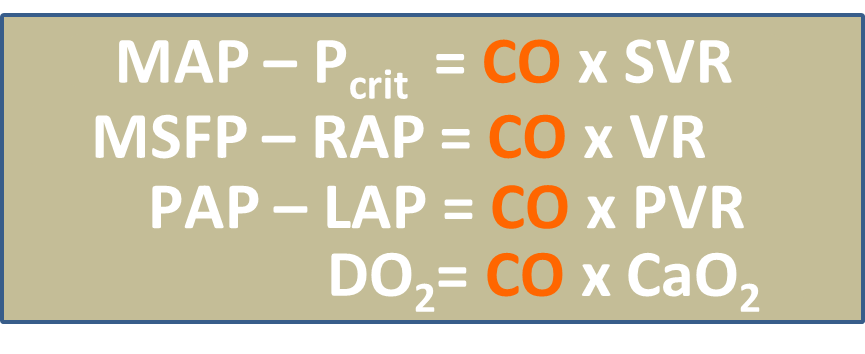 MAP – Pcrit = CO x SVR
MSFP – RAP = CO x VR
PAP – LAP = CO x PVR
DO2= CO x CaO2